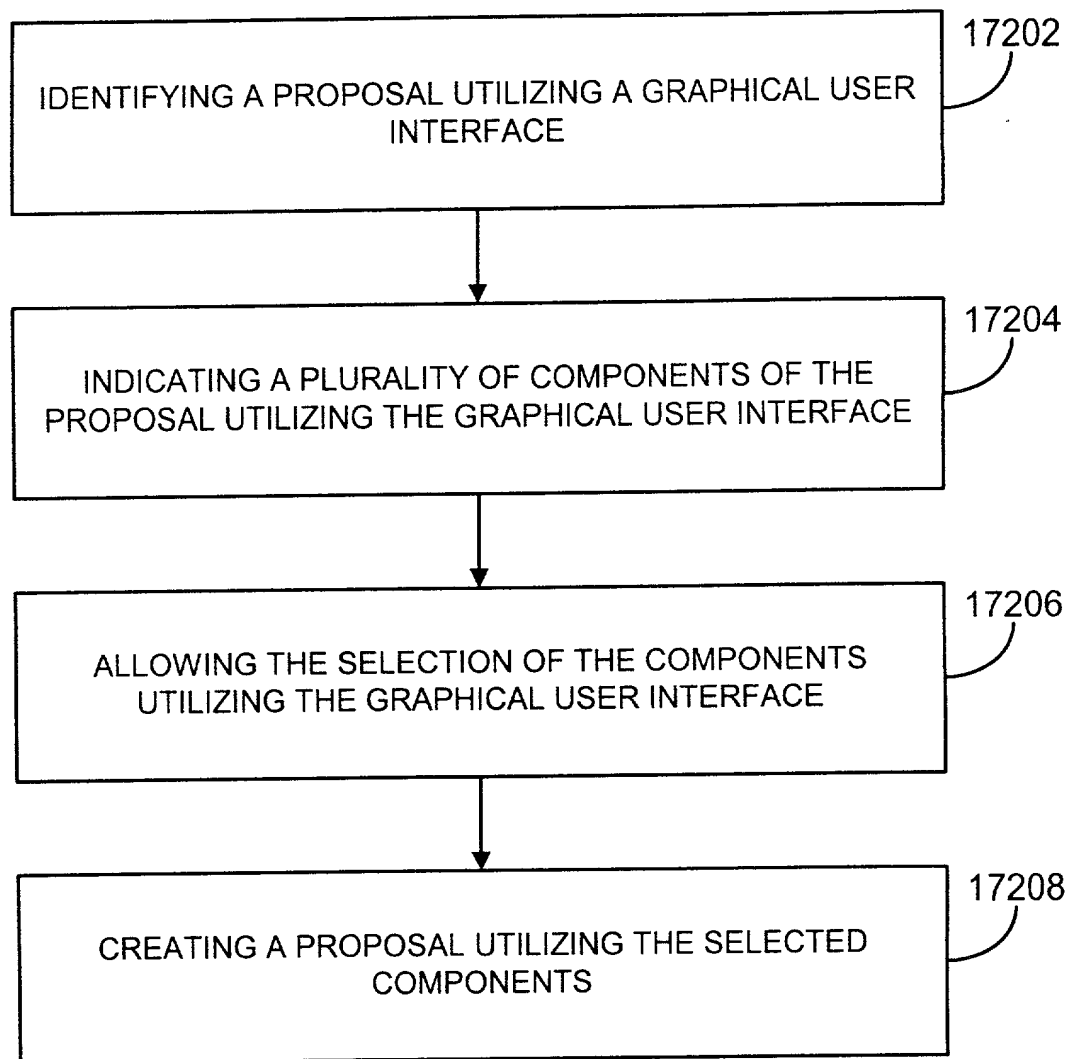 17202
IDENTIFYING A PROPOSAL UTILIZING A GRAPHICAL USER
INTERFACE
17204
INDICATING A PLURALITY OF COMPONENTS OF THE
PROPOSAL UTILIZING THE GRAPHICAL USER INTERFACE
17206
ALLOWING THE SELECTION OF THE COMPONENTS
UTILIZING THE GRAPHICAL USER INTERFACE
17208
CREATING A PROPOSAL UTILIZING THE SELECTED
COMPONENTS